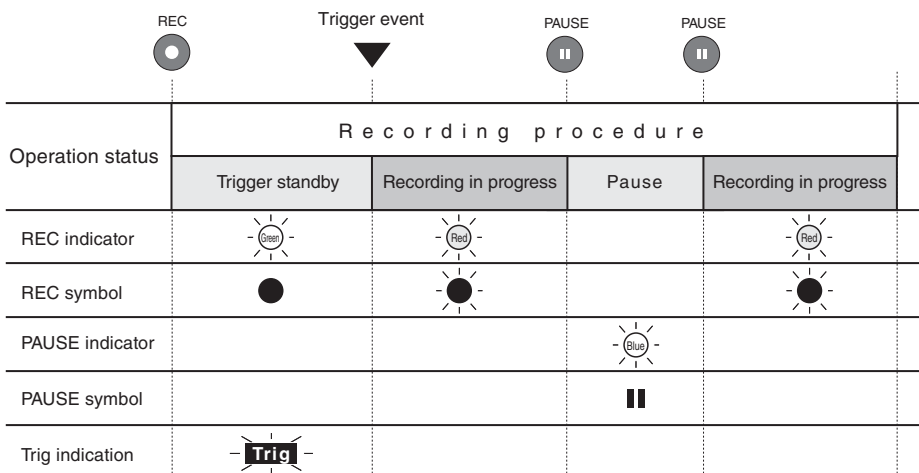 REC
Trigger event
PAUSE
PAUSE
Operation status
Recording procedure
Trigger standby
Recording in progress
Pause
Recording in progress
REC indicator
Green
Red
Red
REC symbol
PAUSE indicator
Blue
PAUSE symbol
Trig indication
Trig